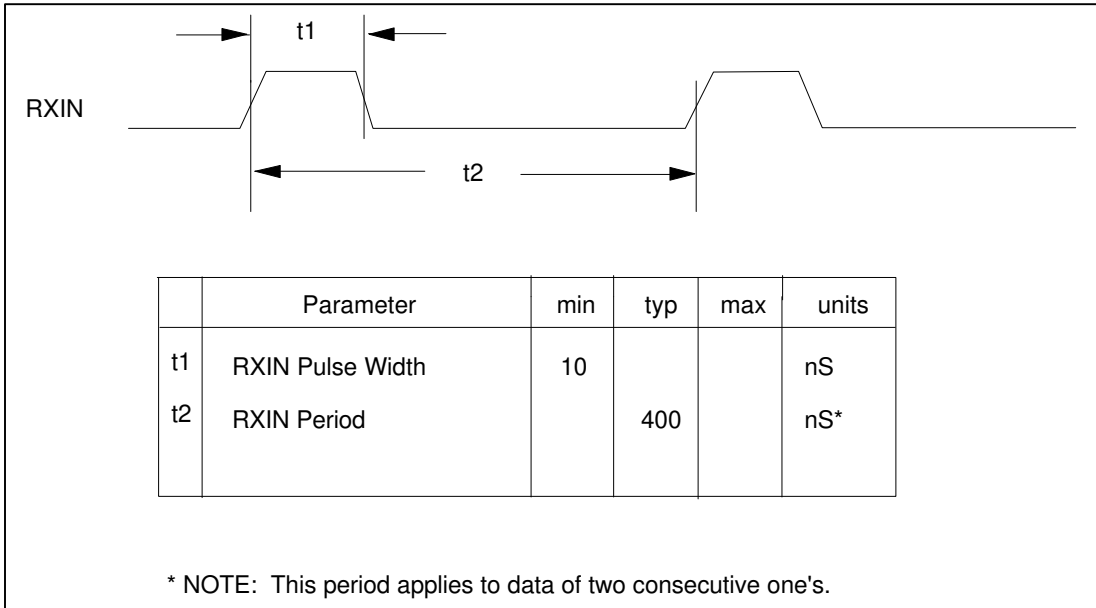 t1
RXIN
t2
Parameter min typ max units
t1 RXIN Pulse Width 10 nS
t2 RXIN Period 400 nS*
* NOTE: This period applies to data of two consecutive one's.